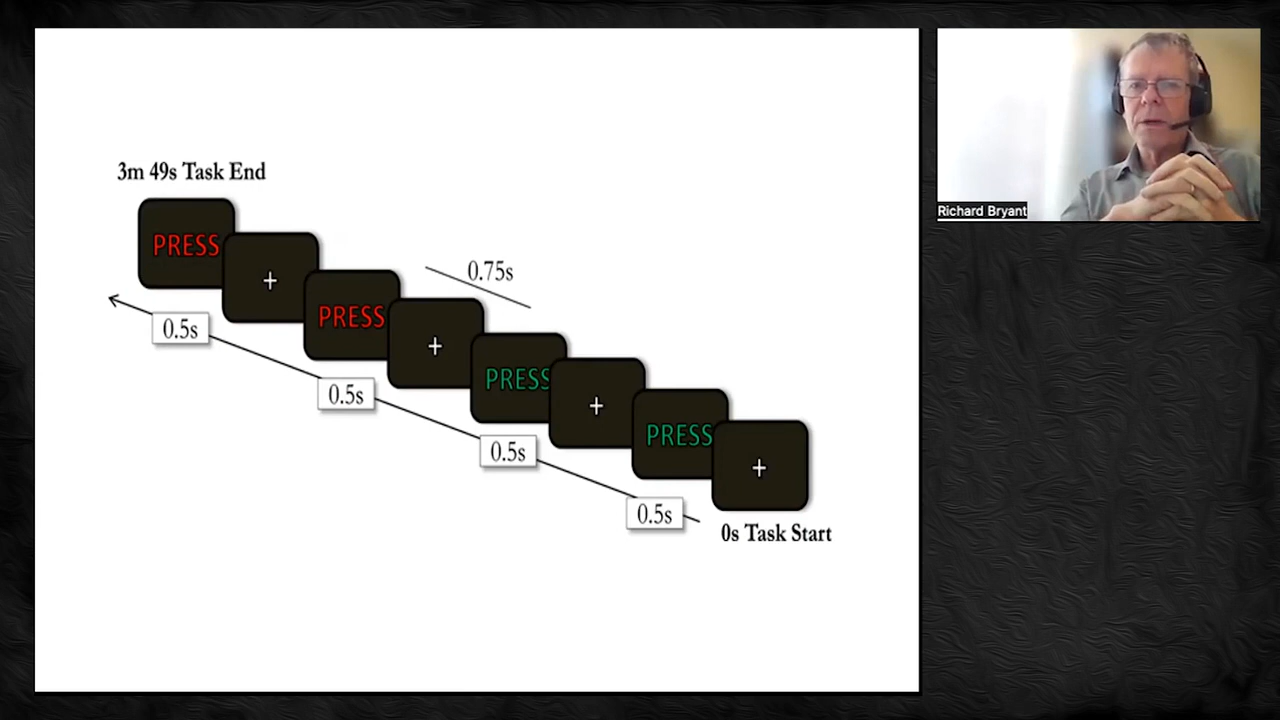 3m 49s Task End
PRESS
+
PRESS
+
PRESS
+
PRESS
+
0.75s
0.5s
0.5s
0.5s
0.5s
0s Task Start
Richard Bryant